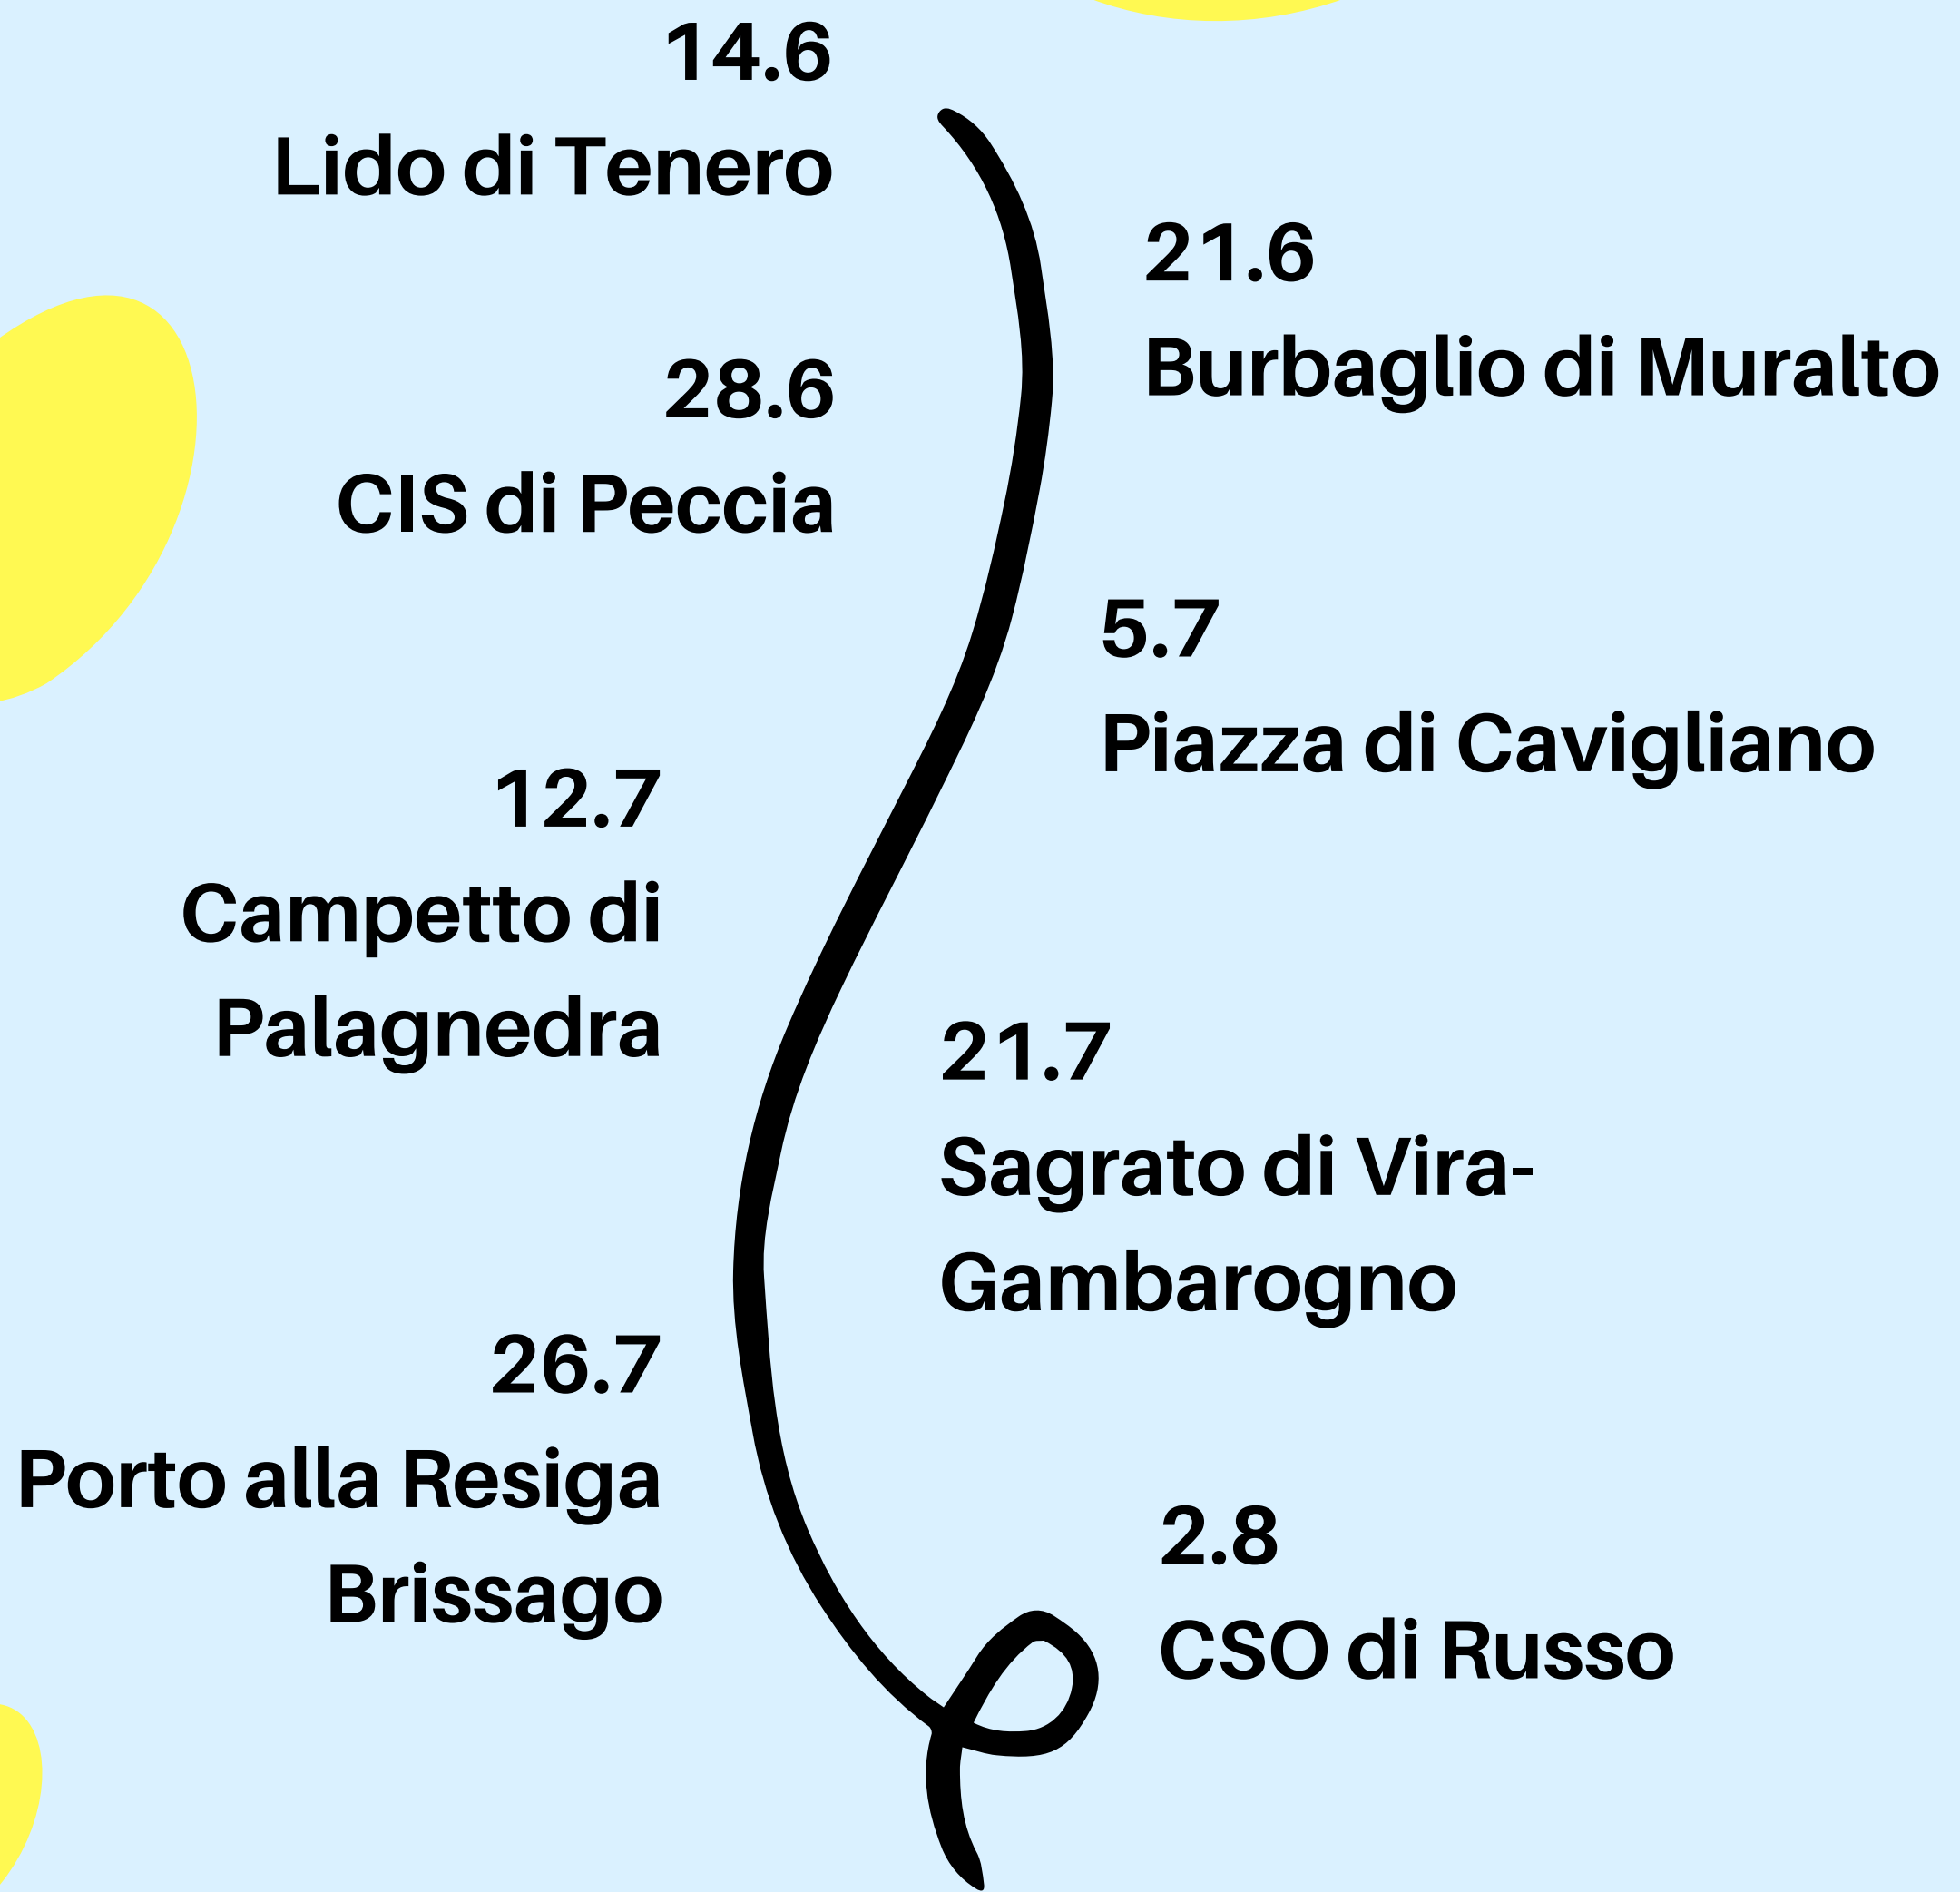 14.6
Lido di Tenero
21.6
Burbaglio di Muralto
28.6
CIS di Peccia
5.7
Piazza di Cavigliano
12.7
Campetto di
Palagnedra
21.7
Sagrato di Vira-
Gambarogno
26.7
Porto alla Resiga
Brissago
2.8
CSO di Russo